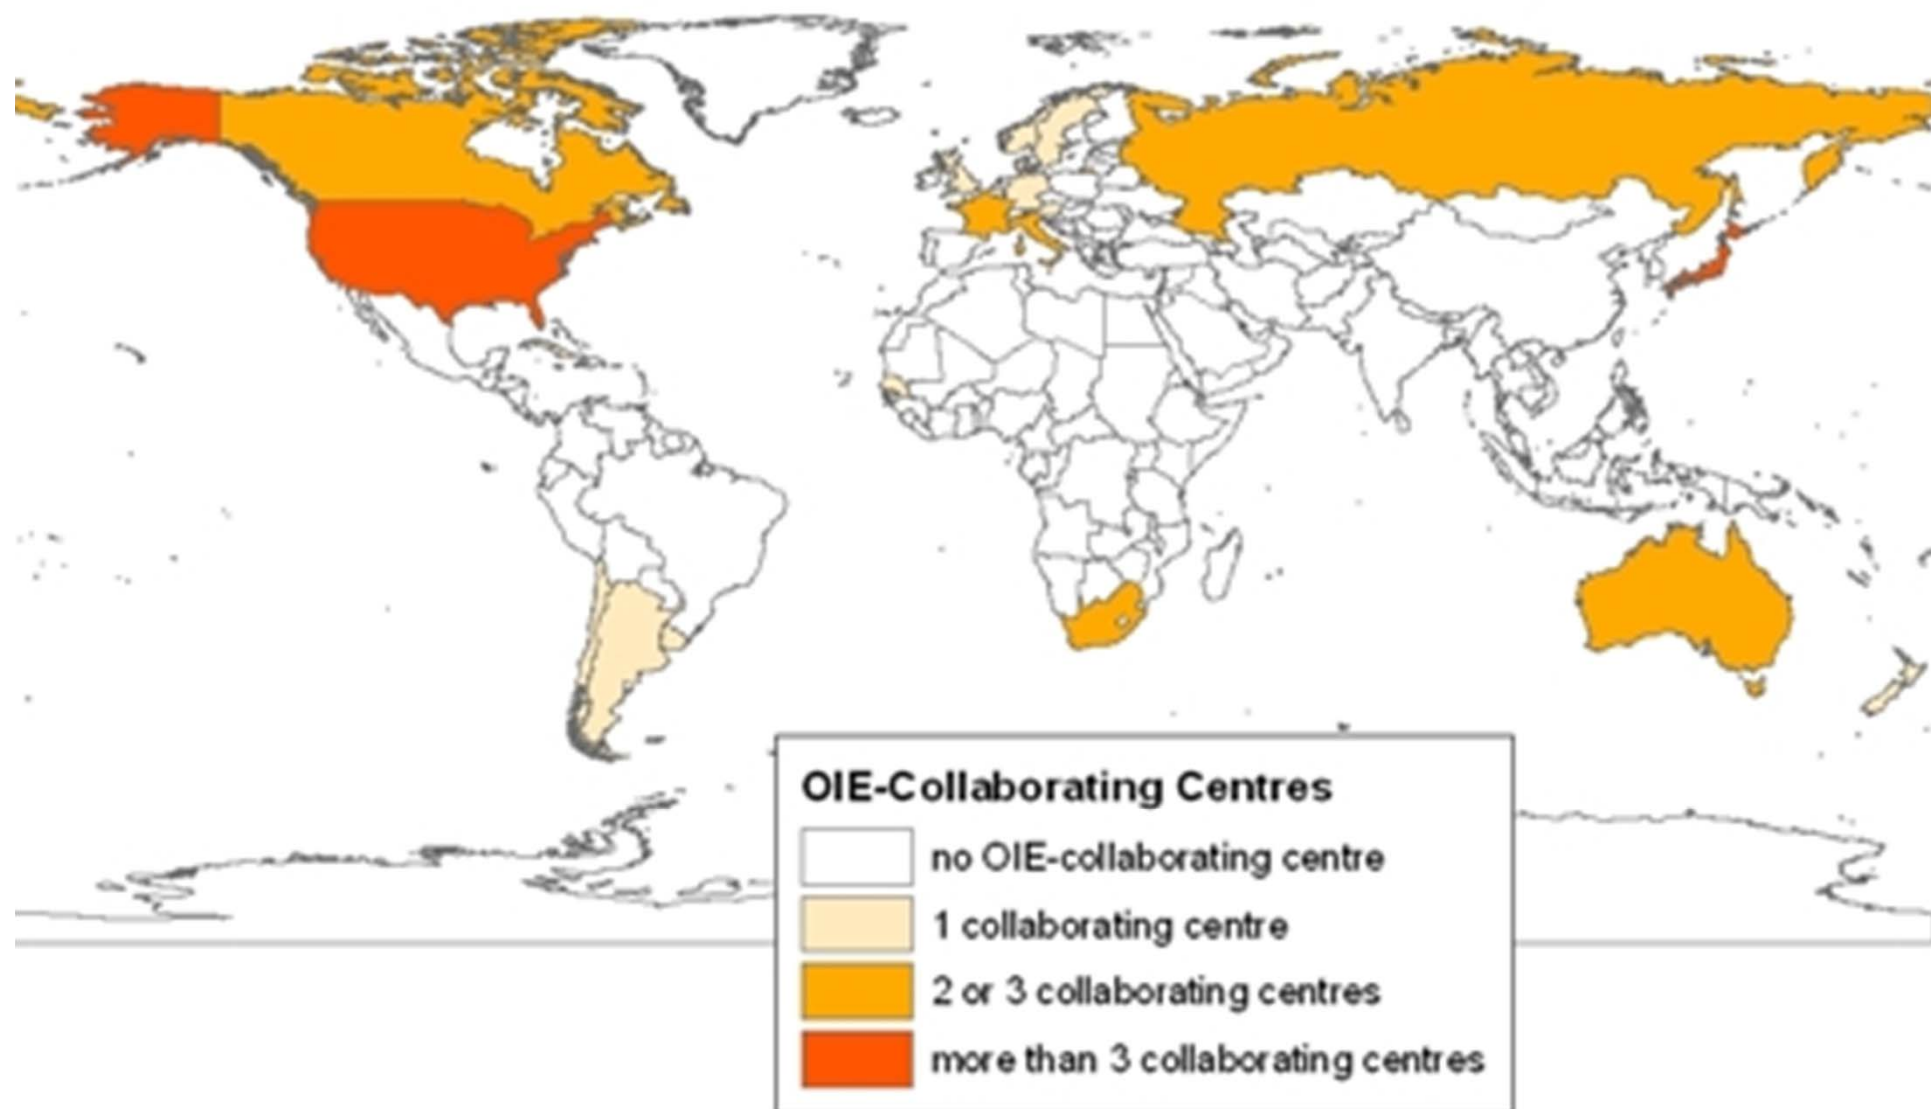 OIE-Collaborating Centres
no OIE-collaborating centre
1 collaborating centre
2 or 3 collaborating centres
more than 3 collaborating centres